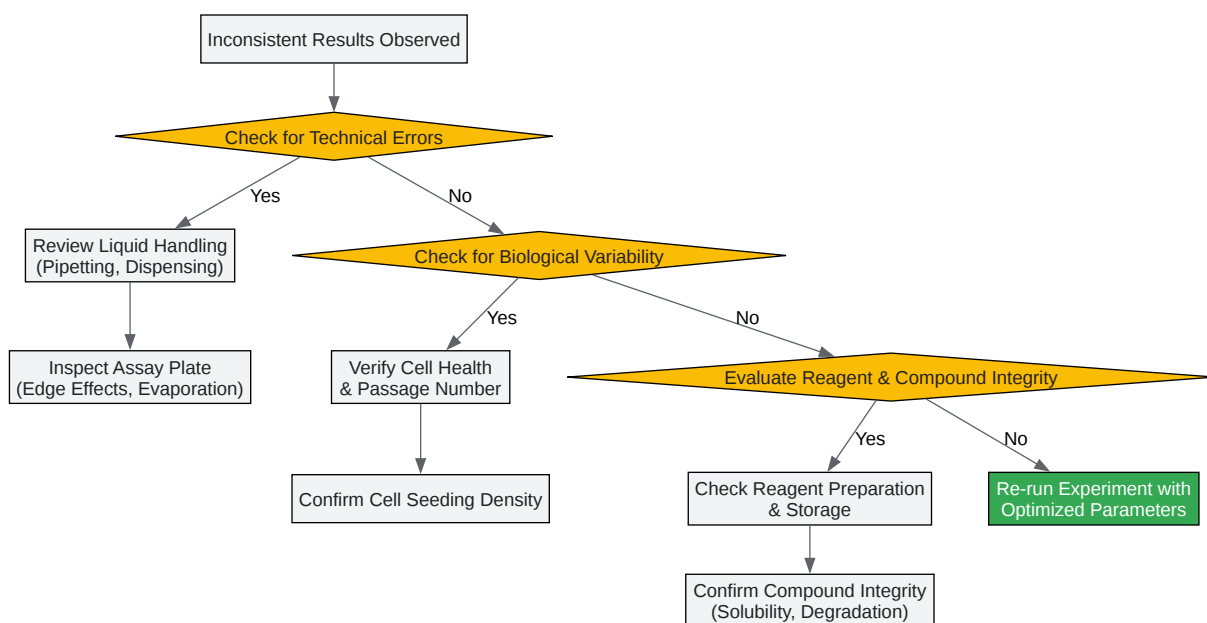 Inconsistent Results Observed
Check for Technical Errors
Yes
No
Review Liquid Handling
(Pipetting, Dispensing)
Check for Biological Variability
Yes
No
Inspect Assay Plate
(Edge Effects, Evaporation)
Verify Cell Health
& Passage Number
Evaluate Reagent & Compound Integrity
Yes
No
Confirm Cell Seeding Density
Check Reagent Preparation
& Storage
Re-run Experiment with
Optimized Parameters
Confirm Compound Integrity
(Solubility, Degradation)